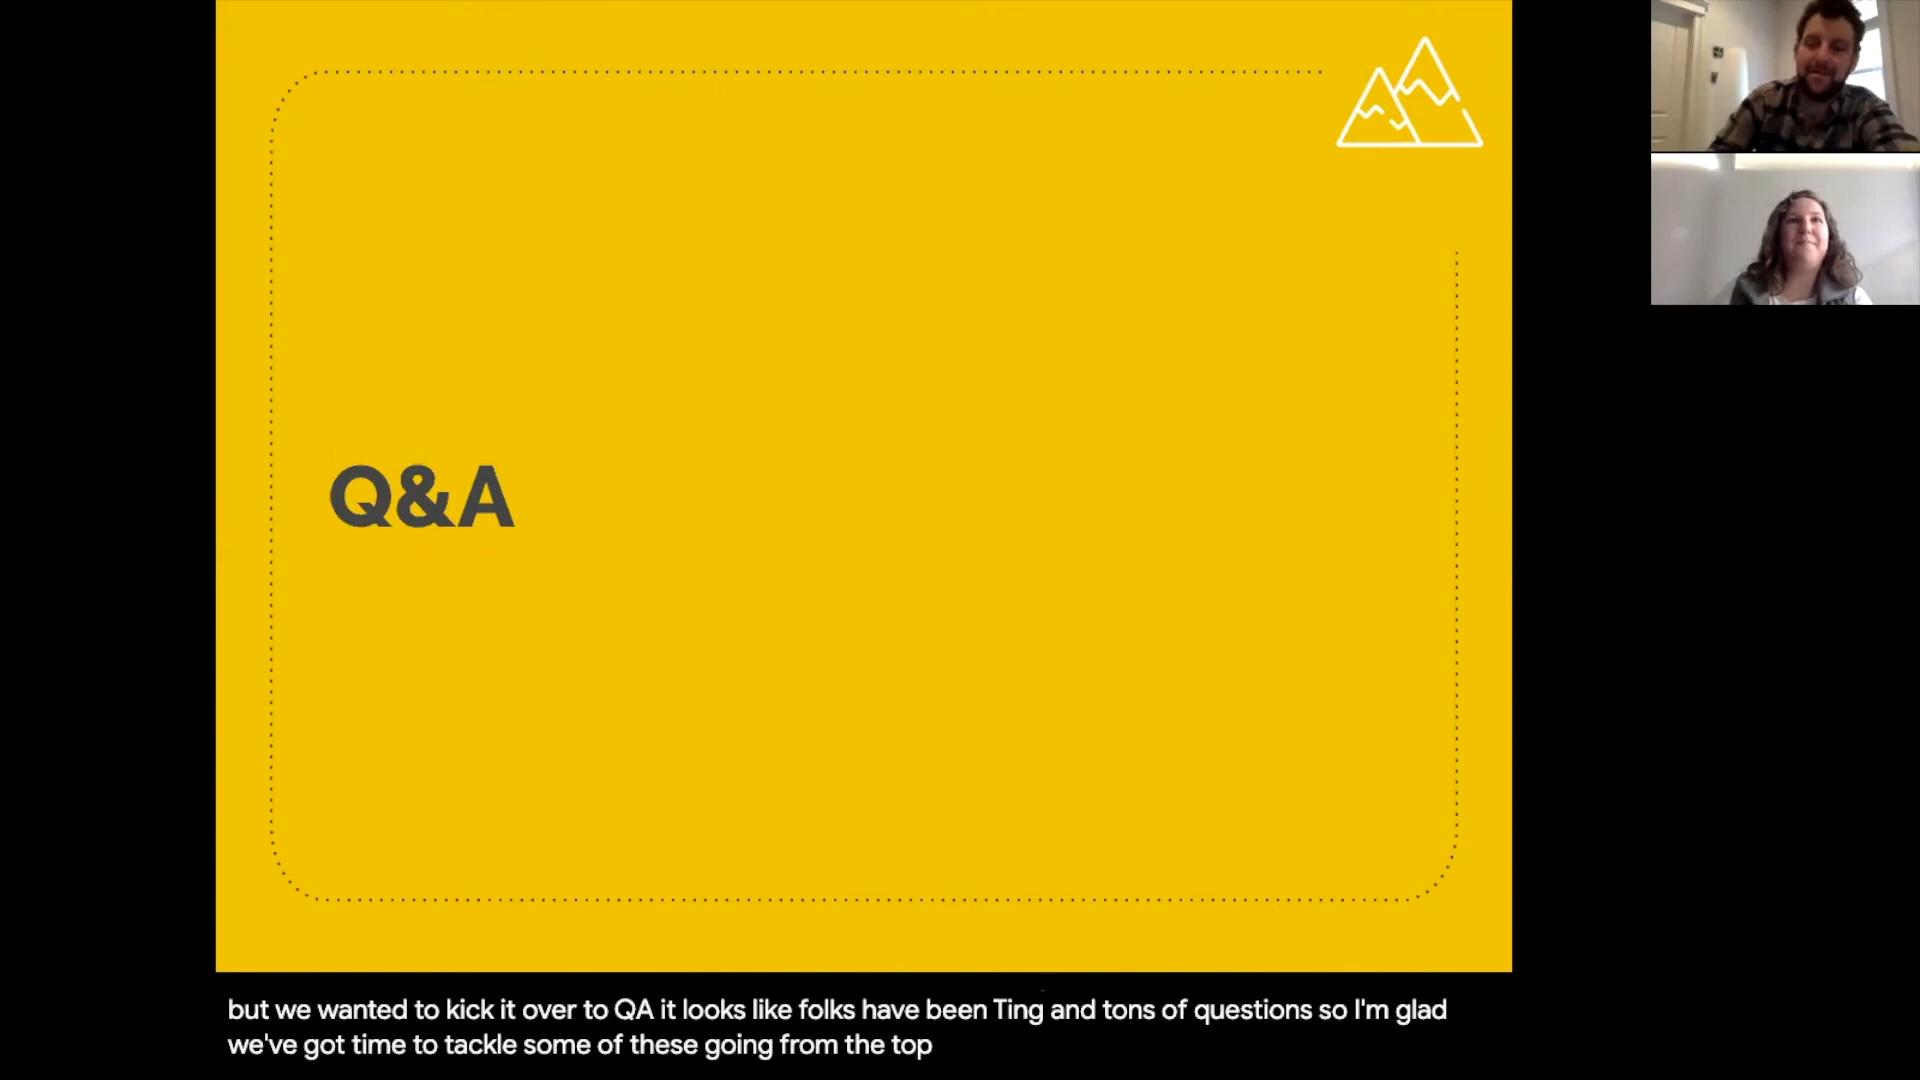 Q&A
but we wanted to kick it over to QA it looks like folks have been Ting and tons of questions so I'm glad
we've got time to tackle some of these going from the top